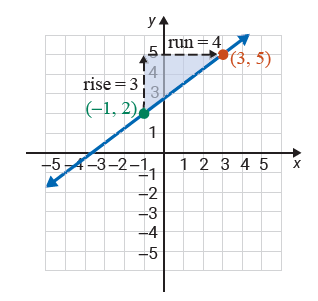 y
run = 4
5
(3, 5)
4
rise = 3
3
(−1, 2)
1
−5 −4 −3 −2 −1 1 2 3 4 5 x
−1
−2
−3
−4
−5